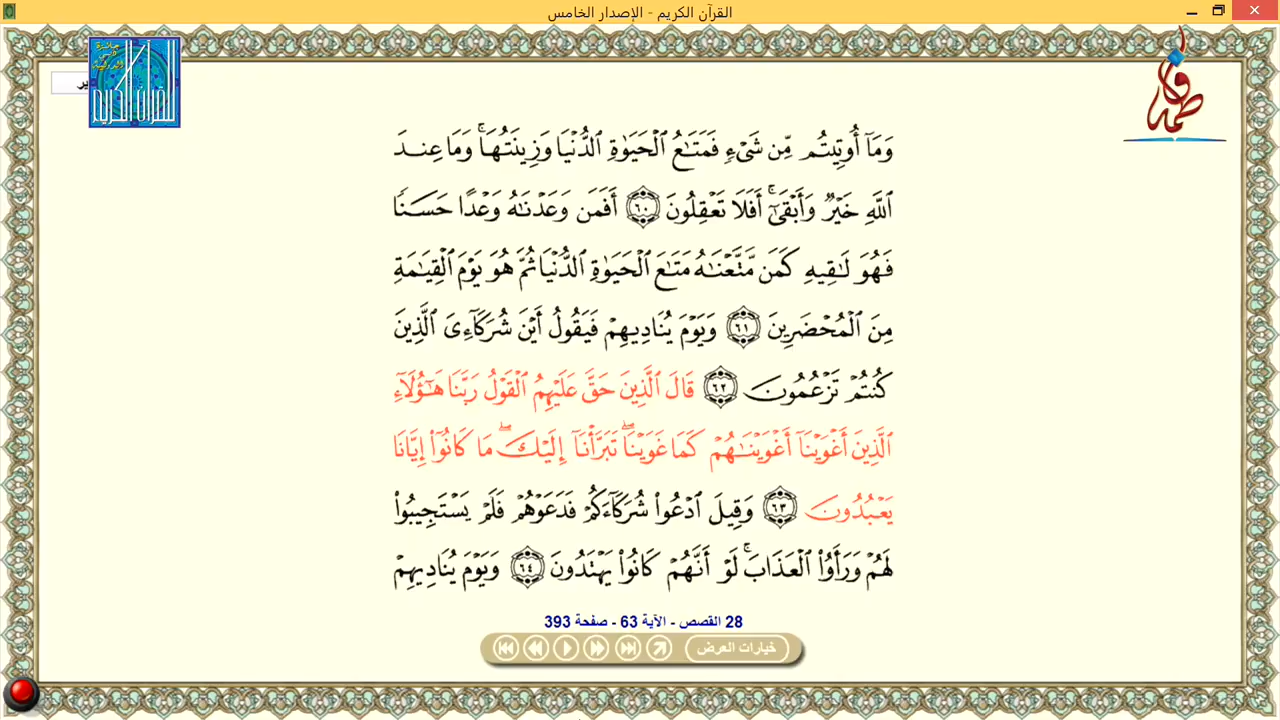 القرآن الكريم - الإصدار الخامس
للقرآن الكريم
فاطمة
وَمَآ أُوتِيتُم مِّن شَىْءٍ فَمَتَـٰعُ ٱلْحَيَوٰةِ ٱلدُّنْيَا وَزِينَتُهَا ۚ وَمَا عِندَ
ٱللَّهِ خَيْرٌ وَأَبْقَىٰٓ ۚ أَفَلَا تَعْقِلُونَ ٦٠ أَفَمَن وَعَدْنَـٰهُ وَعْدًا حَسَنًا
فَهُوَ لَـٰقِيهِ كَمَن مَّتَّعْنَـٰهُ مَتَـٰعَ ٱلْحَيَوٰةِ ٱلدُّنْيَا ثُمَّ هُوَ يَوْمَ ٱلْقِيَـٰمَةِ
مِنَ ٱلْمُحْضَرِينَ ٦١ وَيَوْمَ يُنَادِيهِمْ فَيَقُولُ أَيْنَ شُرَكَآءِىَ ٱلَّذِينَ
كُنتُمْ تَزْعُمُونَ ٦٢ قَالَ ٱلَّذِينَ حَقَّ عَلَيْهِمُ ٱلْقَوْلُ رَبَّنَا هَـٰٓؤُلَآءِ
ٱلَّذِينَ أَغْوَيْنَآ أَغْوَيْنَـٰهُمْ كَمَا غَوَيْنَا ۖ تَبَرَّأْنَآ إِلَيْكَ ۖ مَا كَانُوٓا۟ إِيَّانَا
يَعْبُدُونَ ٦٣ وَقِيلَ ٱدْعُوا۟ شُرَكَآءَكُمْ فَدَعَوْهُمْ فَلَمْ يَسْتَجِيبُوا۟
لَهُمْ وَرَأَوُا۟ ٱلْعَذَابَ ۚ لَوْ أَنَّهُمْ كَانُوا۟ يَهْتَدُونَ ٦٤ وَيَوْمَ يُنَادِيهِمْ
28 القصص - الآية 63 - صفحة 393
خيارات العرض